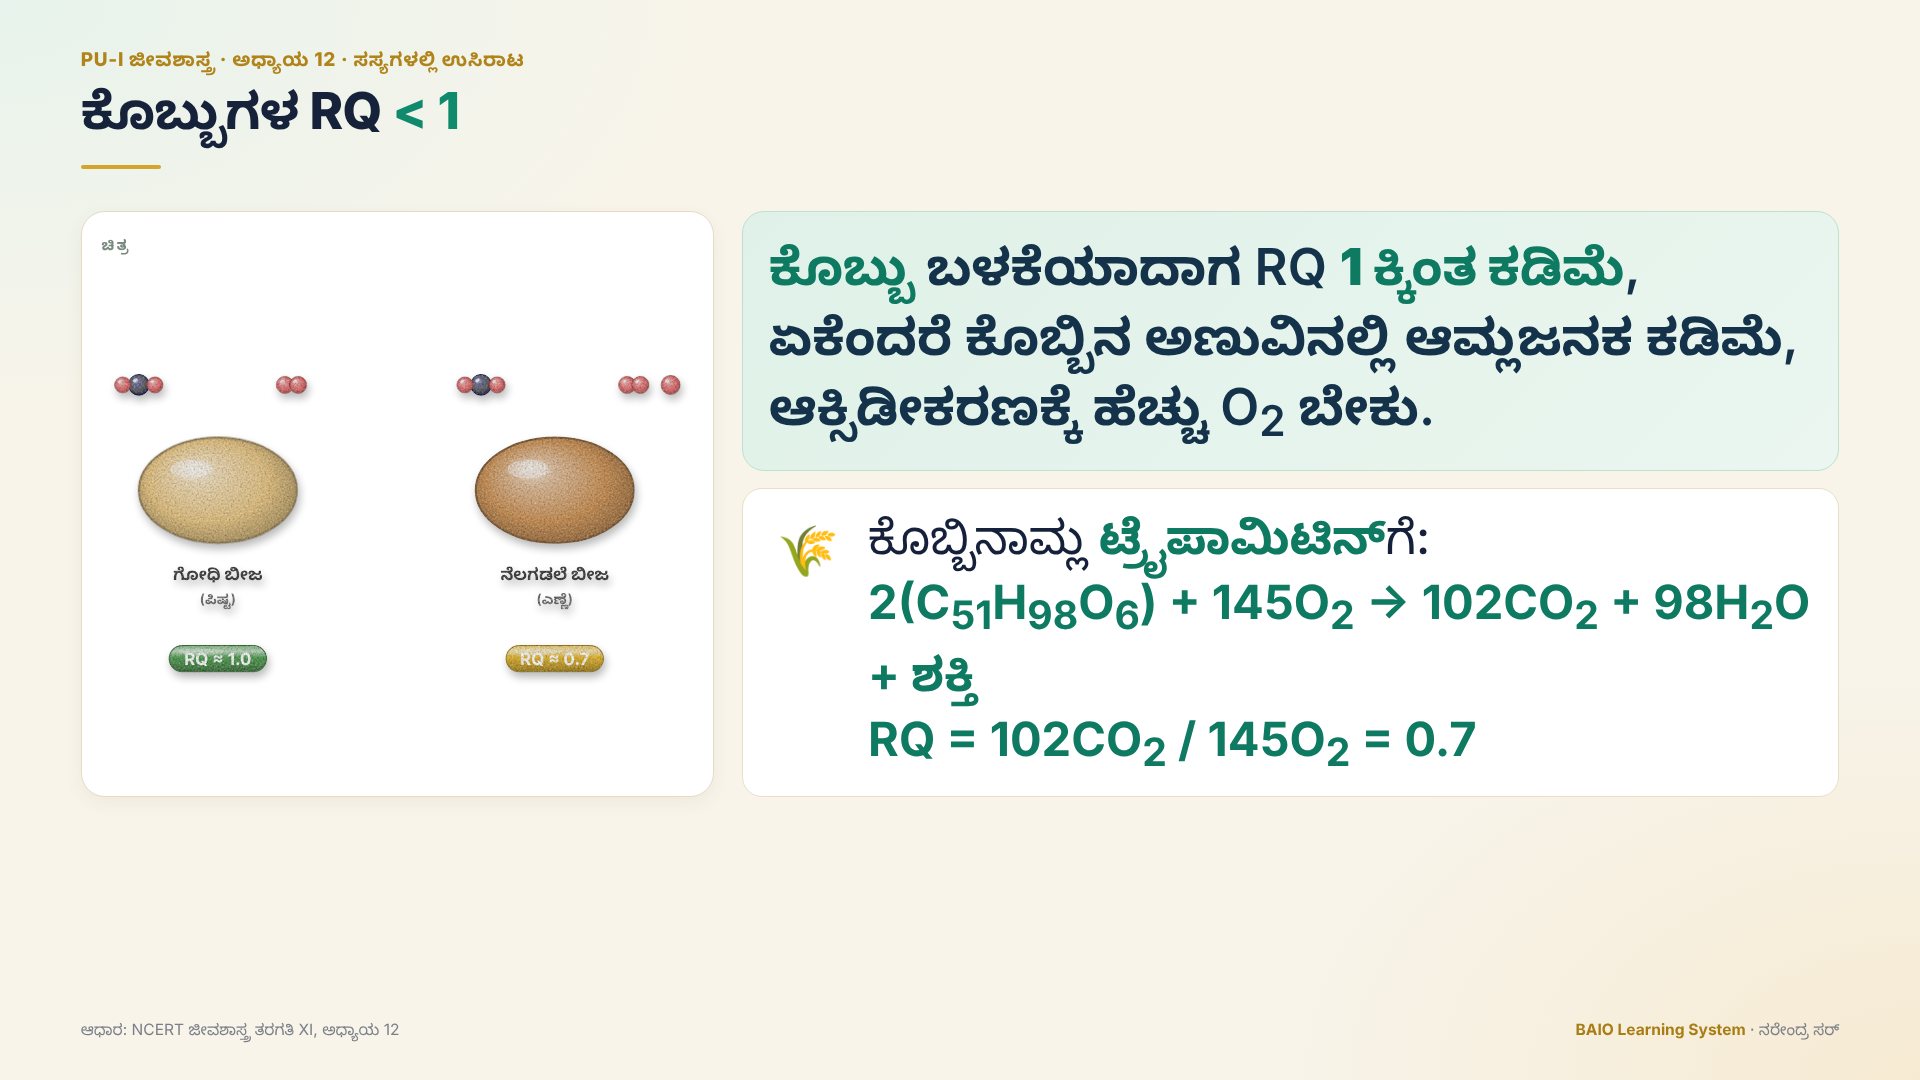 PU-I ಜೀವಶಾಸ್ತ್ರ · ಅಧ್ಯಾಯ 12 · ಸಸ್ಯಗಳಲ್ಲಿ ಉಸಿರಾಟ
ಕೊಬ್ಬುಗಳ RQ < 1
ಚಿತ್ರ
ಗೋಧಿ ಬೀಜ
(ಪಿಷ್ಟ)
RQ ≈ 1.0
ನೆಲಗಡಲೆ ಬೀಜ
(ಎಣ್ಣೆ)
RQ ≈ 0.7
ಕೊಬ್ಬು ಬಳಕೆಯಾದಾಗ RQ 1 ಕ್ಕಿಂತ ಕಡಿಮೆ,
ಏಕೆಂದರೆ ಕೊಬ್ಬಿನ ಅಣುವಿನಲ್ಲಿ ಆಮ್ಲಜನಕ ಕಡಿಮೆ,
ಆಕ್ಸಿಡೀಕರಣಕ್ಕೆ ಹೆಚ್ಚು O₂ ಬೇಕು.
ಕೊಬ್ಬಿನಾಮ್ಲ ಟ್ರೈಪಾಮಿಟಿನ್‌ಗೆ:
2(C₅₁H₉₈O₆) + 145O₂ → 102CO₂ + 98H₂O
+ ಶಕ್ತಿ
RQ = 102CO₂ / 145O₂ = 0.7
ಆಧಾರ: NCERT ಜೀವಶಾಸ್ತ್ರ ತರಗತಿ XI, ಅಧ್ಯಾಯ 12
BAIO Learning System · ನರೇಂದ್ರ ಸರ್